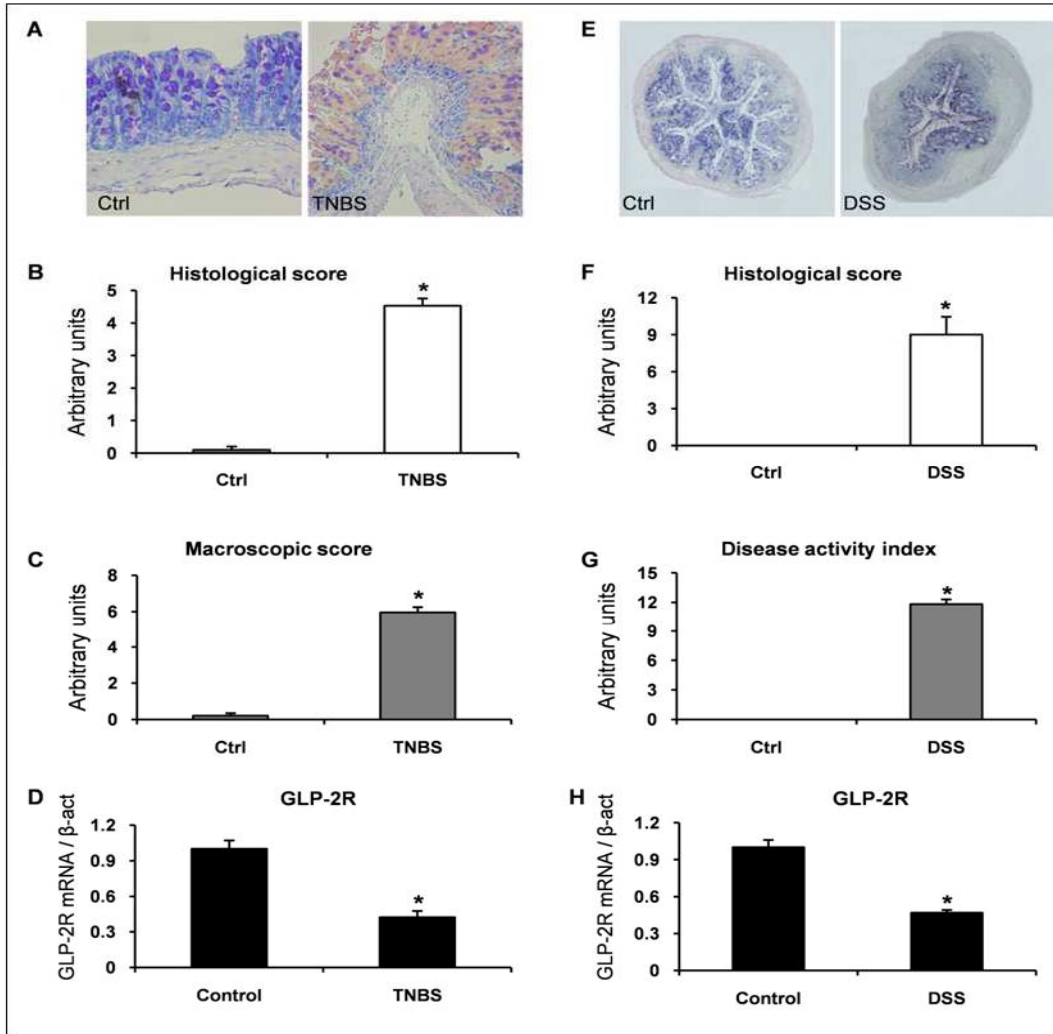 A
Ctrl
TNBS
E
Ctrl
DSS
B
Histological score
Arbitrary units
5
4
3
2
1
0
*
Ctrl
TNBS
F
Histological score
Arbitrary units
12
9
6
3
0
*
Ctrl
DSS
C
Macroscopic score
Arbitrary units
8
6
4
2
0
*
Ctrl
TNBS
G
Disease activity index
Arbitrary units
15
12
9
6
3
0
*
Ctrl
DSS
D
GLP-2R
GLP-2R mRNA / β-act
1.2
0.9
0.6
0.3
0
*
Control
TNBS
H
GLP-2R
GLP-2R mRNA / β-act
1.2
0.9
0.6
0.3
0
*
Control
DSS